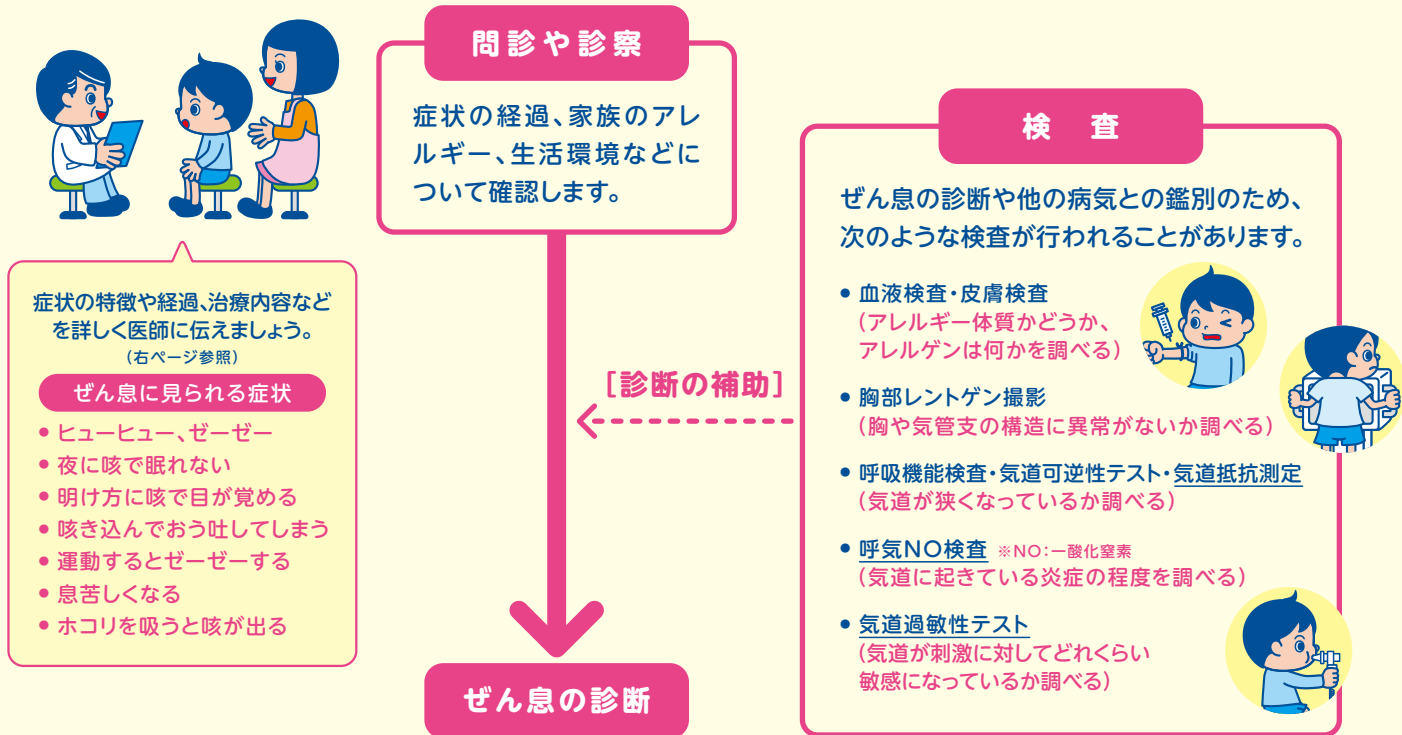 問診や診察
症状の経過、家族のアレ
ルギー、生活環境などに
ついて確認します。
症状の特徴や経過、治療内容など
を詳しく医師に伝えましょう。
（右ページ参照）
ぜん息に見られる症状
● ヒューヒュー、ゼーゼー
● 夜に咳で眠れない
● 明け方に咳で目が覚める
● 咳き込んでおう吐してしまう
● 運動するとゼーゼーする
● 息苦しくなる
● ホコリを吸うと咳が出る
［診断の補助］
ぜん息の診断
検　査
ぜん息の診断や他の病気との鑑別のため、
次のような検査が行われることがあります。
● 血液検査・皮膚検査
（アレルギー体質かどうか、
アレルゲンは何かを調べる）
● 胸部レントゲン撮影
（胸や気管支の構造に異常がないか調べる）
● 呼吸機能検査・気道可逆性テスト・気道抵抗測定
（気道が狭くなっているか調べる）
● 呼気NO検査 ※NO：一酸化窒素
（気道に起きている炎症の程度を調べる）
● 気道過敏性テスト
（気道が刺激に対してどれくらい
敏感になっているか調べる）